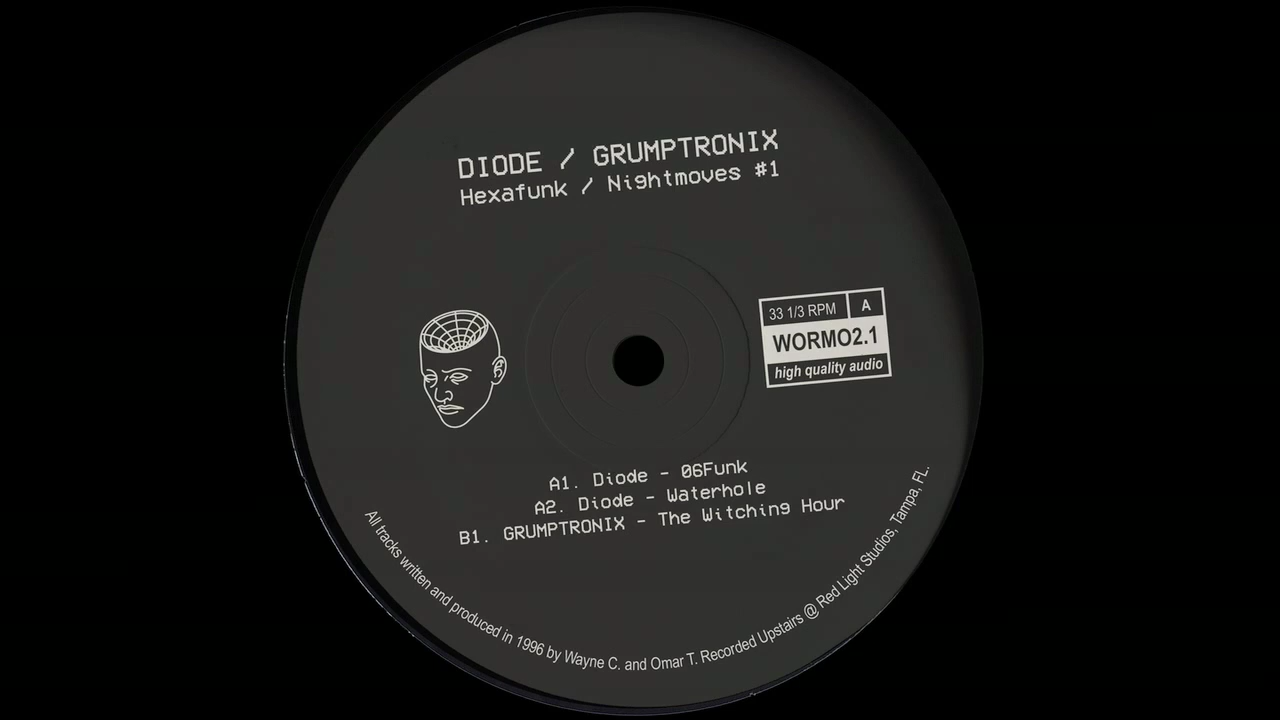 DIODE / GRUMPTRONIX
Hexafunk / Nightmoves #1
33 1/3 RPM A
WORMO2.1
high quality audio
A1. Diode - 06Funk
A2. Diode - Waterhole
B1. GRUMPTRONIX - The Witching Hour
All tracks written and produced in 1996 by Wayne C. and Omar T. Recorded Upstairs @ Red Light Studios, Tampa, FL.